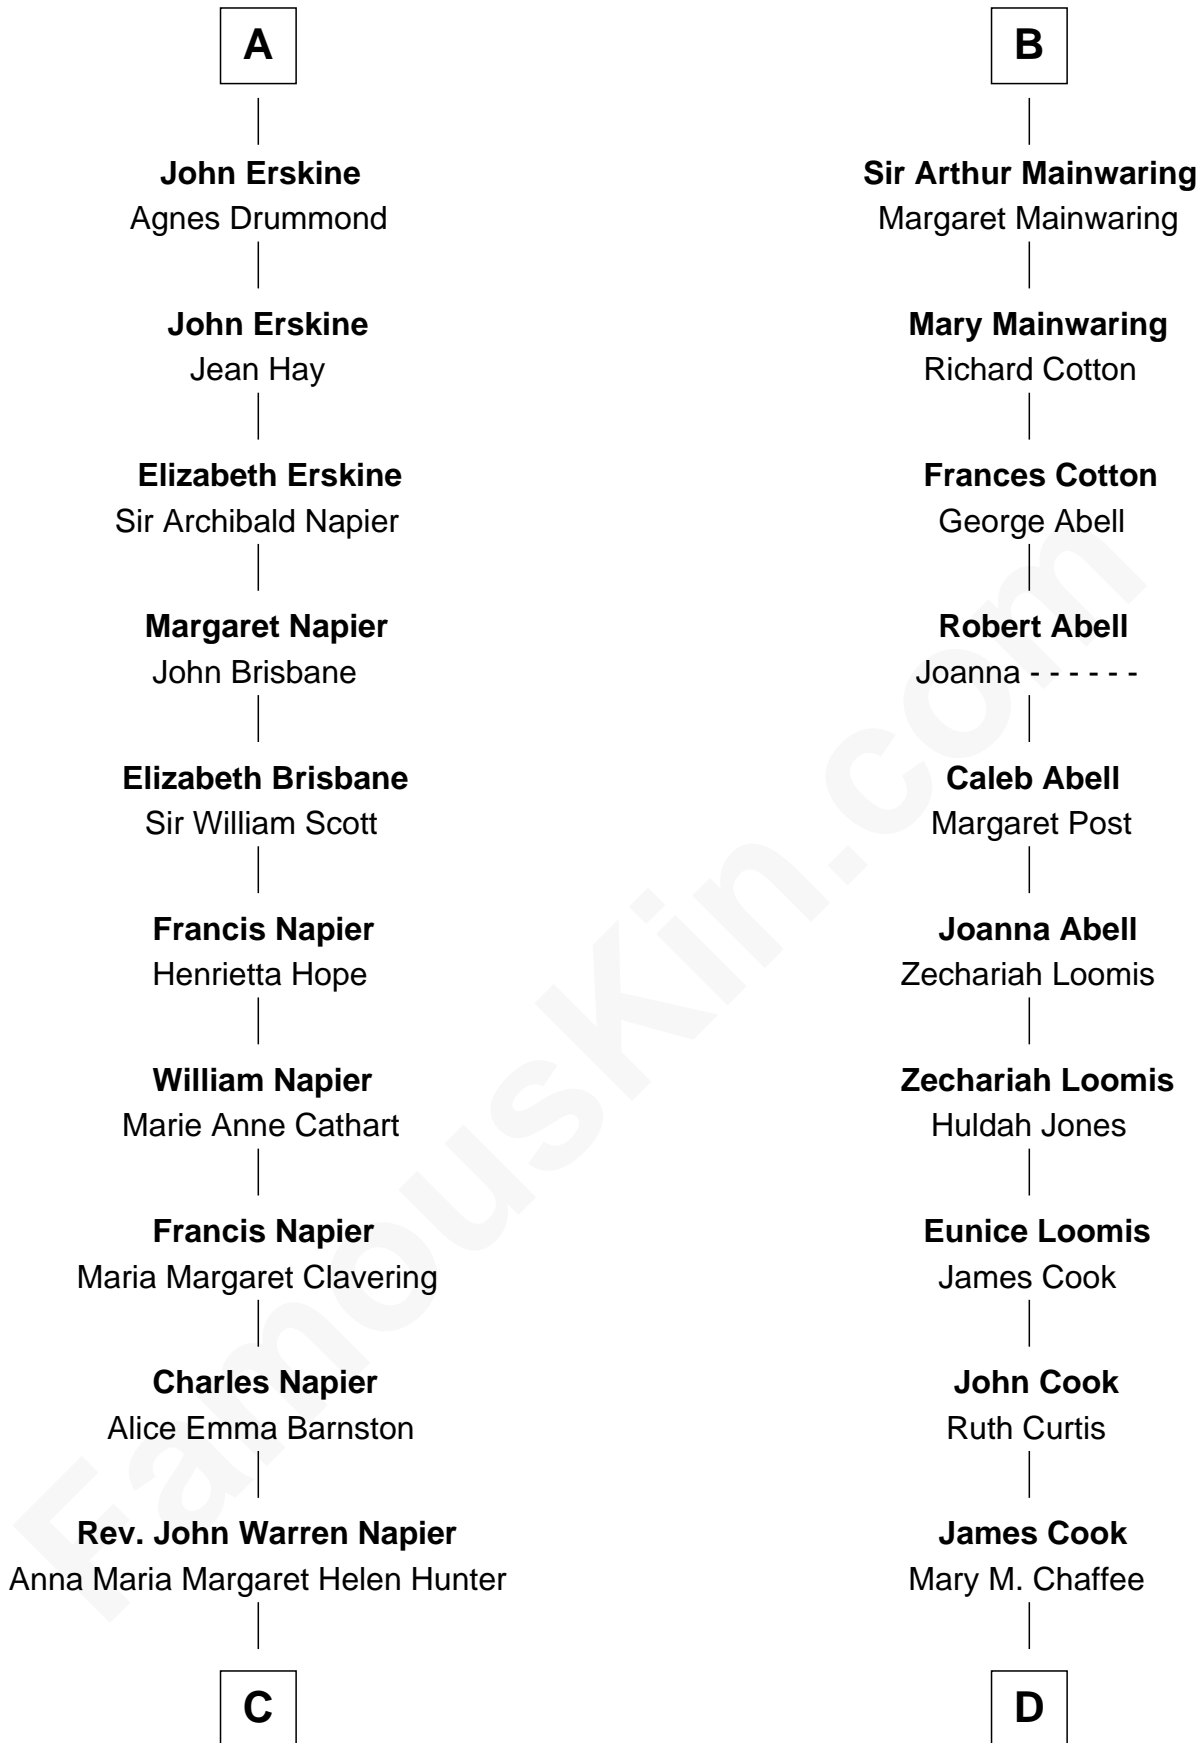 A
John Erskine
Agnes Drummond
John Erskine
Jean Hay
Elizabeth Erskine
Sir Archibald Napier
Margaret Napier
John Brisbane
Elizabeth Brisbane
Sir William Scott
Francis Napier
Henrietta Hope
William Napier
Marie Anne Cathart
Francis Napier
Maria Margaret Clavering
Charles Napier
Alice Emma Barnston
Rev. John Warren Napier
Anna Maria Margaret Helen Hunter
C
B
Sir Arthur Mainwaring
Margaret Mainwaring
Mary Mainwaring
Richard Cotton
Frances Cotton
George Abell
Robert Abell
Joanna - - - - - -
Caleb Abell
Margaret Post
Joanna Abell
Zechariah Loomis
Zechariah Loomis
Huldah Jones
Eunice Loomis
James Cook
John Cook
Ruth Curtis
James Cook
Mary M. Chaffee
D
FamousKin.com